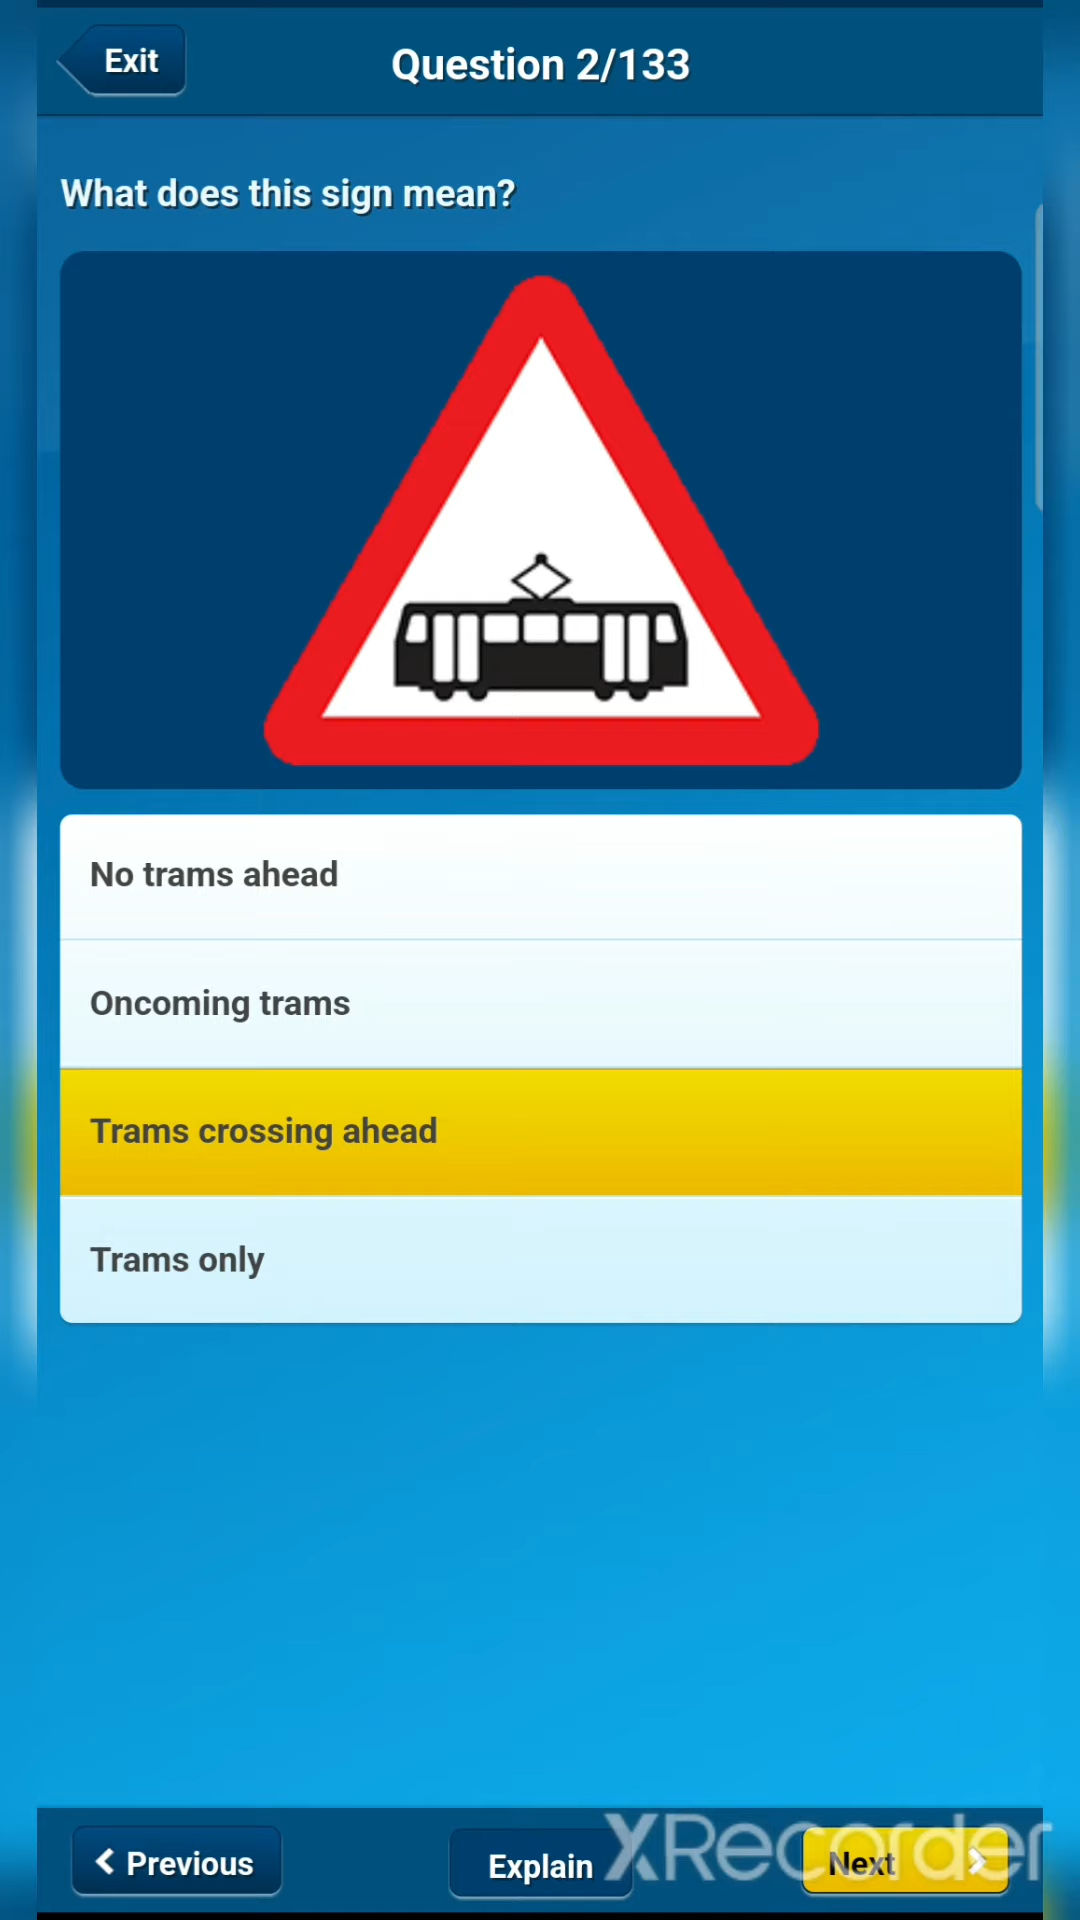 Exit
Question 2/133
What does this sign mean?
No trams ahead
Oncoming trams
Trams crossing ahead
Trams only
Previous
Explain
Next
XRecorder